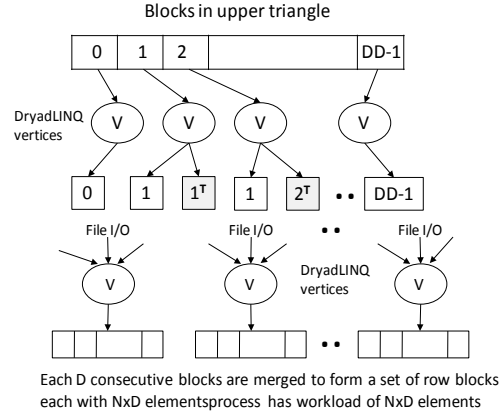 Blocks in upper triangle
0 1 2 DD-1
DryadLINQ
vertices
V V V V
0 1 1ᵀ 1 2ᵀ DD-1
File I/O File I/O File I/O
DryadLINQ
vertices
V V V
Each D consecutive blocks are merged to form a set of row blocks
each with NxD elementsprocess has workload of NxD elements